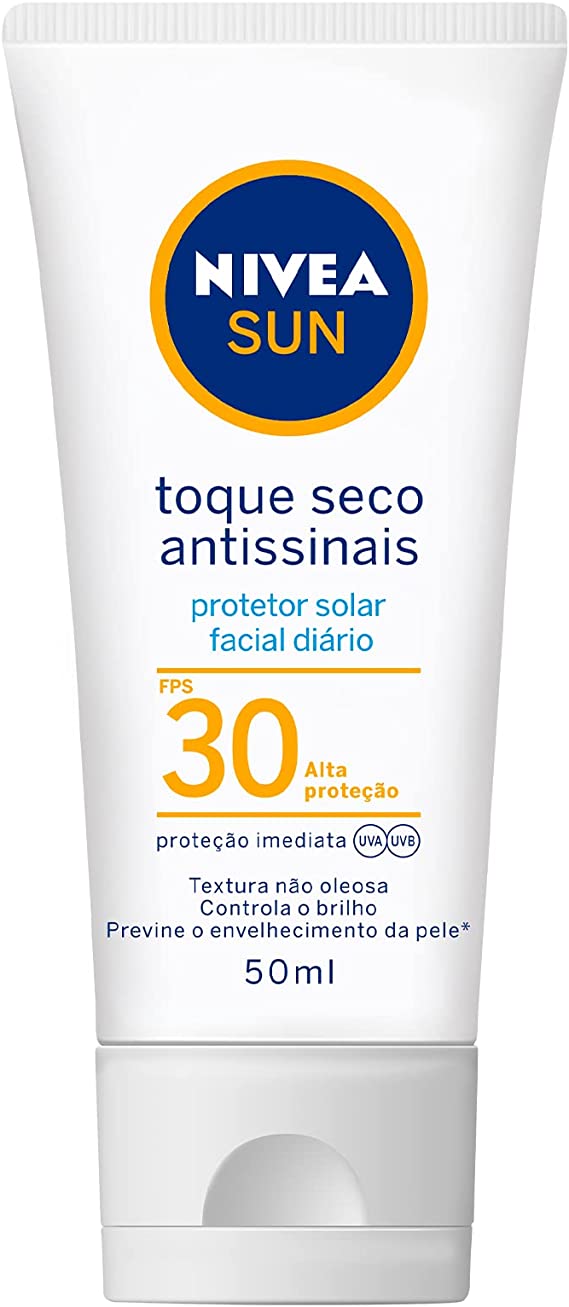 NIVEA
SUN
toque seco
antissinais
protetor solar
facial diário
FPS
30
Alta
proteção
proteção imediata UVA UVB
Textura não oleosa
Controla o brilho
Previne o envelhecimento da pele*
50ml